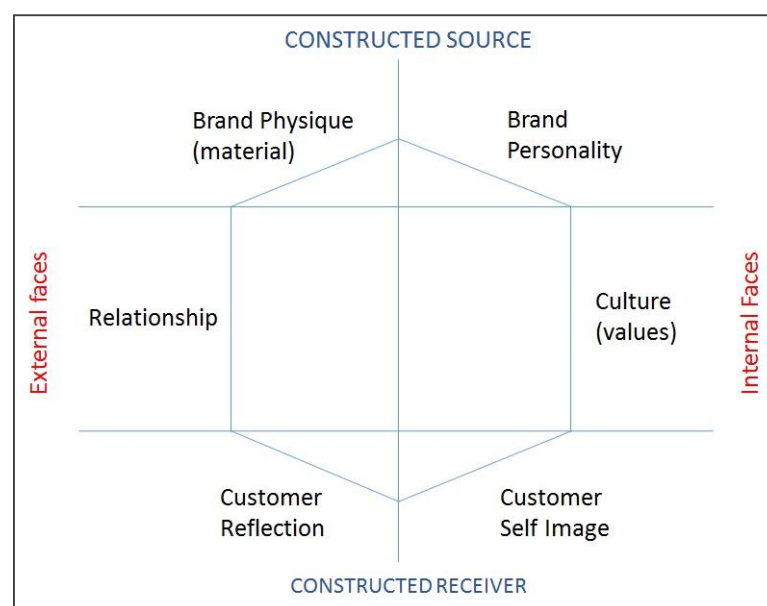 CONSTRUCTED SOURCE
Brand Physique
(material)
Brand
Personality
External faces
Relationship
Culture
(values)
Internal Faces
Customer
Reflection
Customer
Self Image
CONSTRUCTED RECEIVER